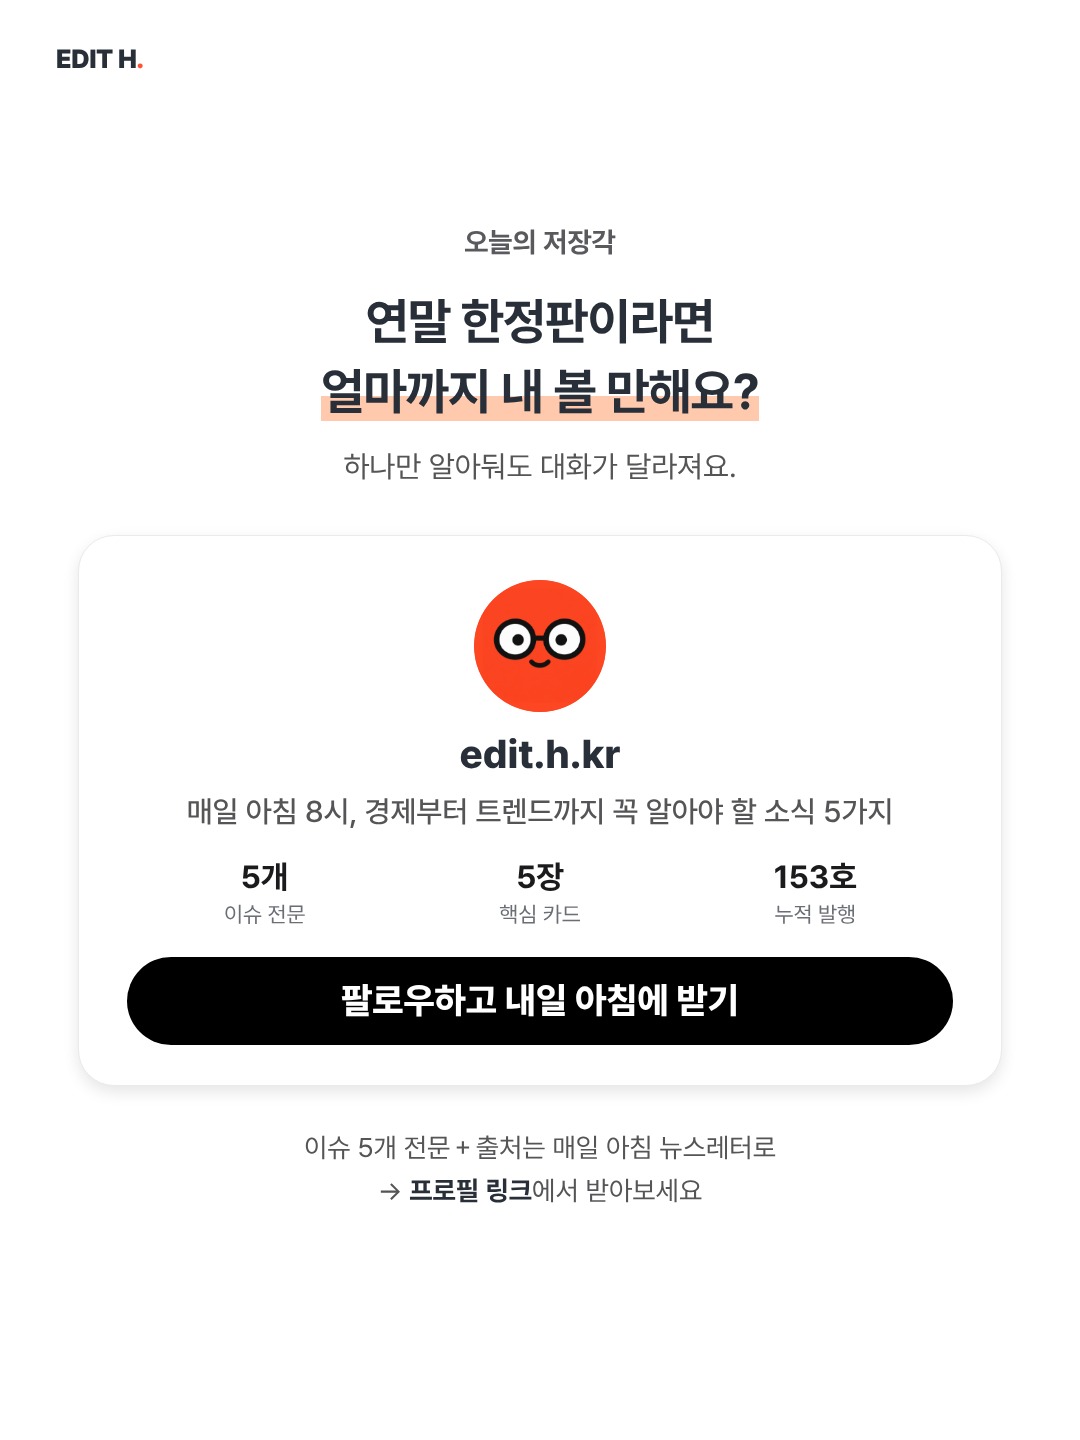 EDIT H.
오늘의 저장각
연말 한정판이라면
얼마까지 내 볼 만해요?
하나만 알아둬도 대화가 달라져요.
edit.h.kr
매일 아침 8시, 경제부터 트렌드까지 꼭 알아야 할 소식 5가지
5개 5장 153호
이슈 전문 핵심 카드 누적 발행
팔로우하고 내일 아침에 받기
이슈 5개 전문 + 출처는 매일 아침 뉴스레터로
→ 프로필 링크에서 받아보세요